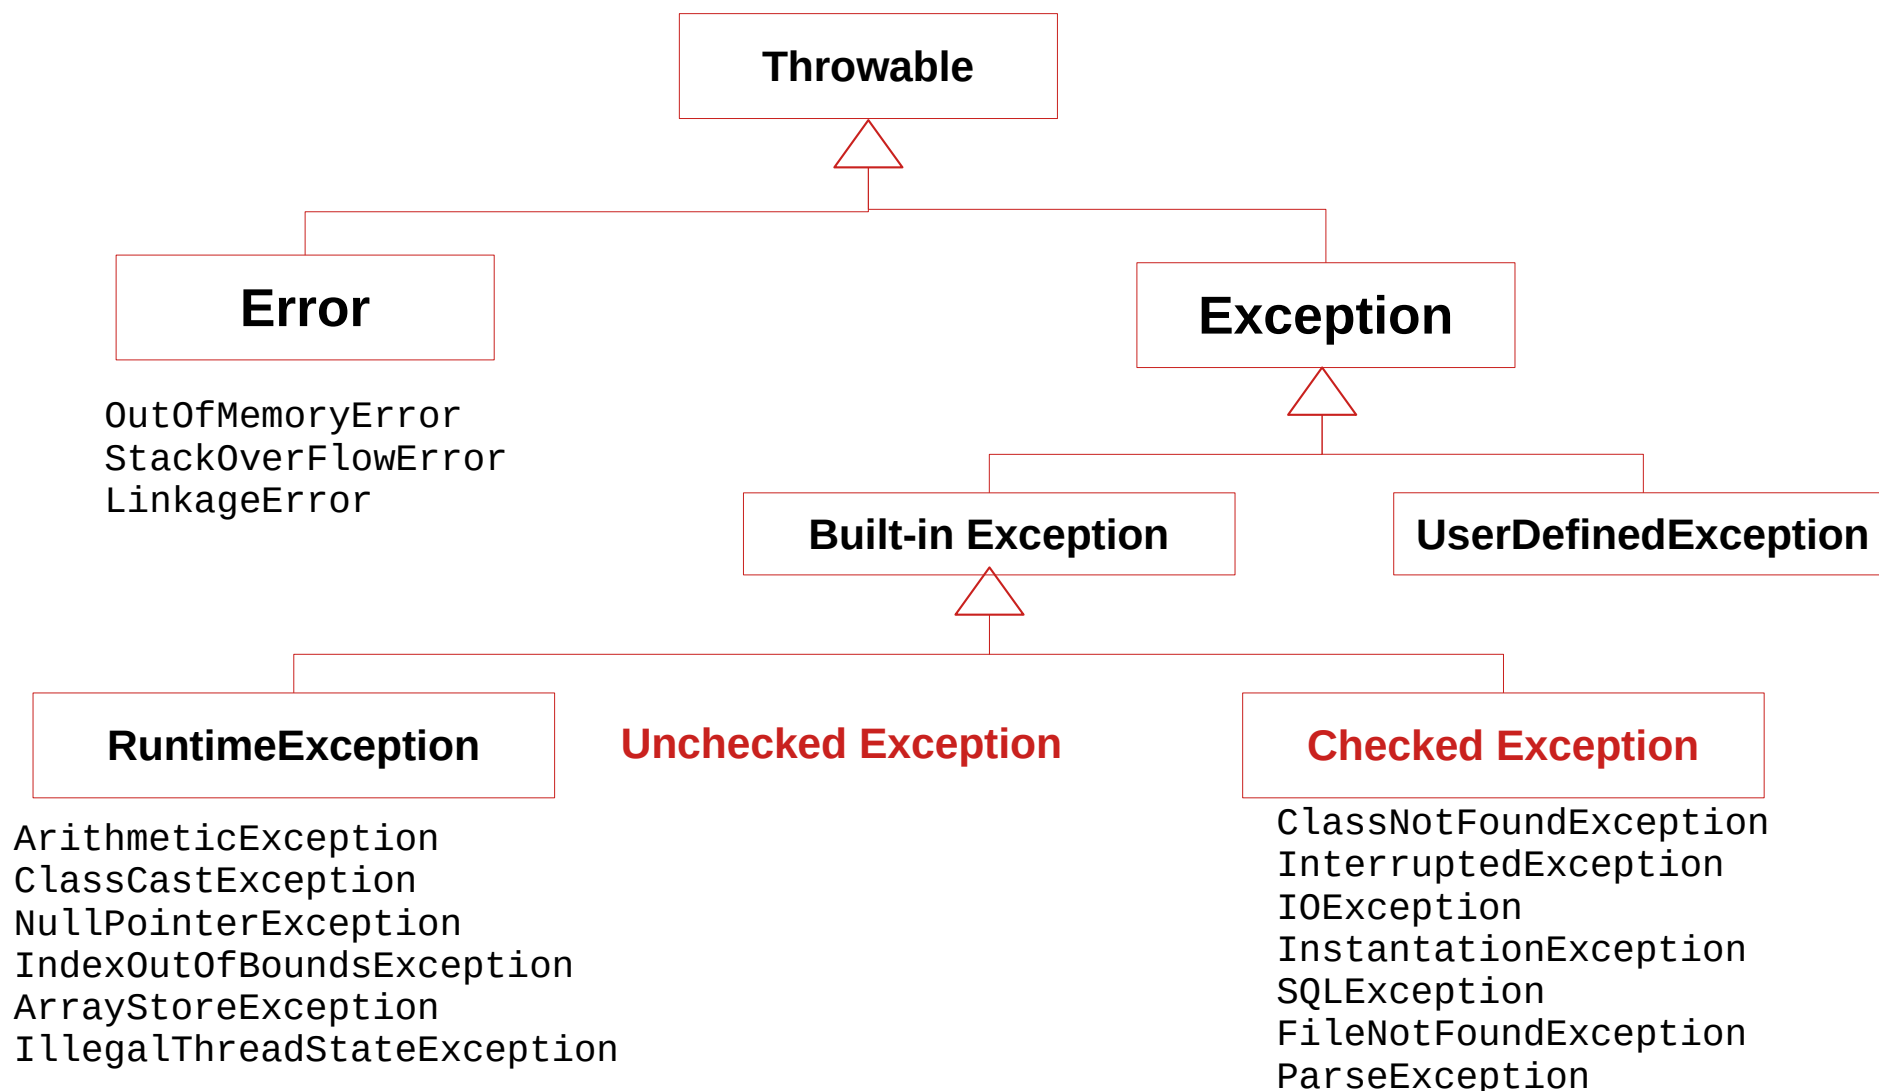 Throwable
Error
Exception
OutOfMemoryError
StackOverFlowError
LinkageError
Built-in Exception
UserDefinedException
RuntimeException
Unchecked Exception
Checked Exception
ArithmeticException
ClassCastException
NullPointerException
IndexOutOfBoundsException
ArrayStoreException
IllegalThreadStateException
ClassNotFoundException
InterruptedException
IOException
InstantationException
SQLException
FileNotFoundException
ParseException